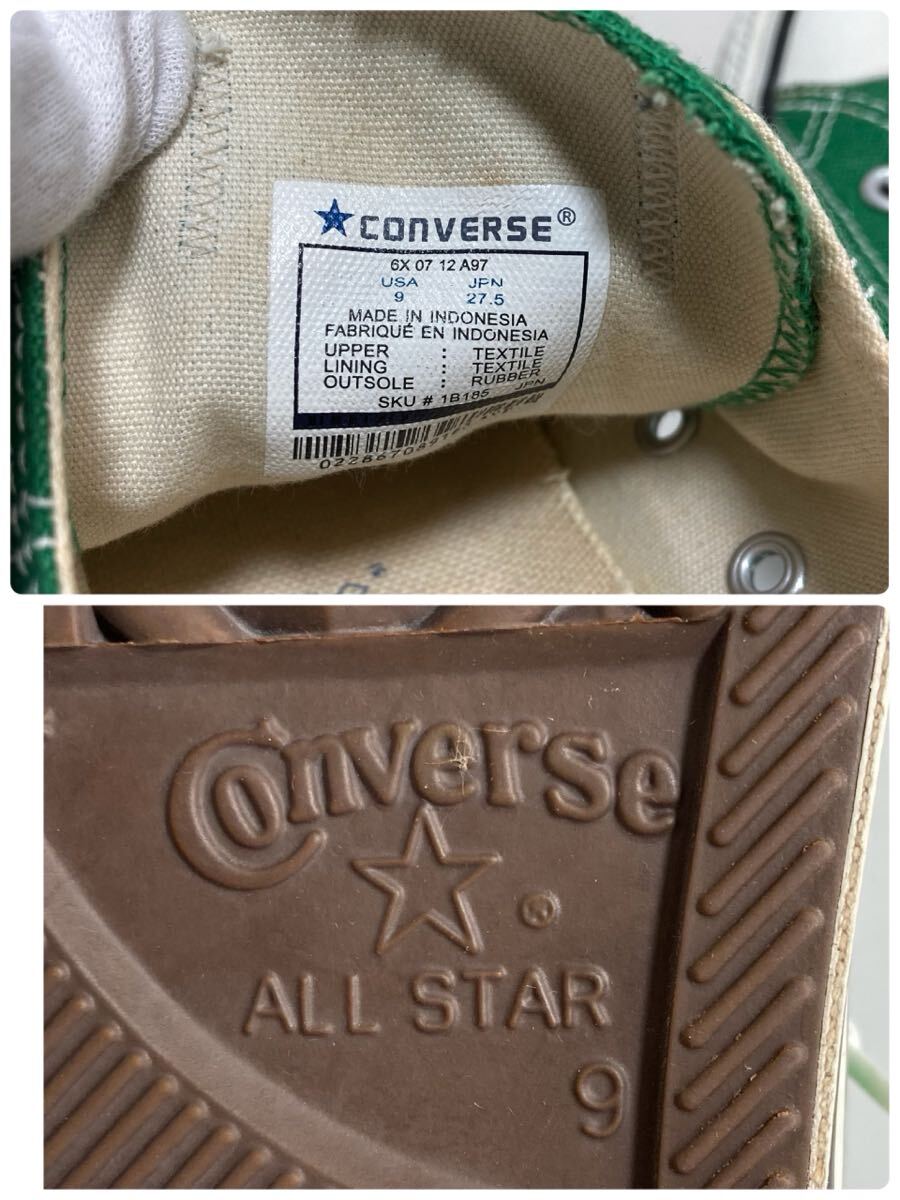 ★CONVERSE®
6X 07 12 A97
USA JPN
9 27.5
MADE IN INDONESIA
FABRIQUÉ EN INDONESIA
UPPER : TEXTILE
LINING : TEXTILE
OUTSOLE : RUBBER
SKU # 1B185 JPN
Converse
®
ALL STAR
9